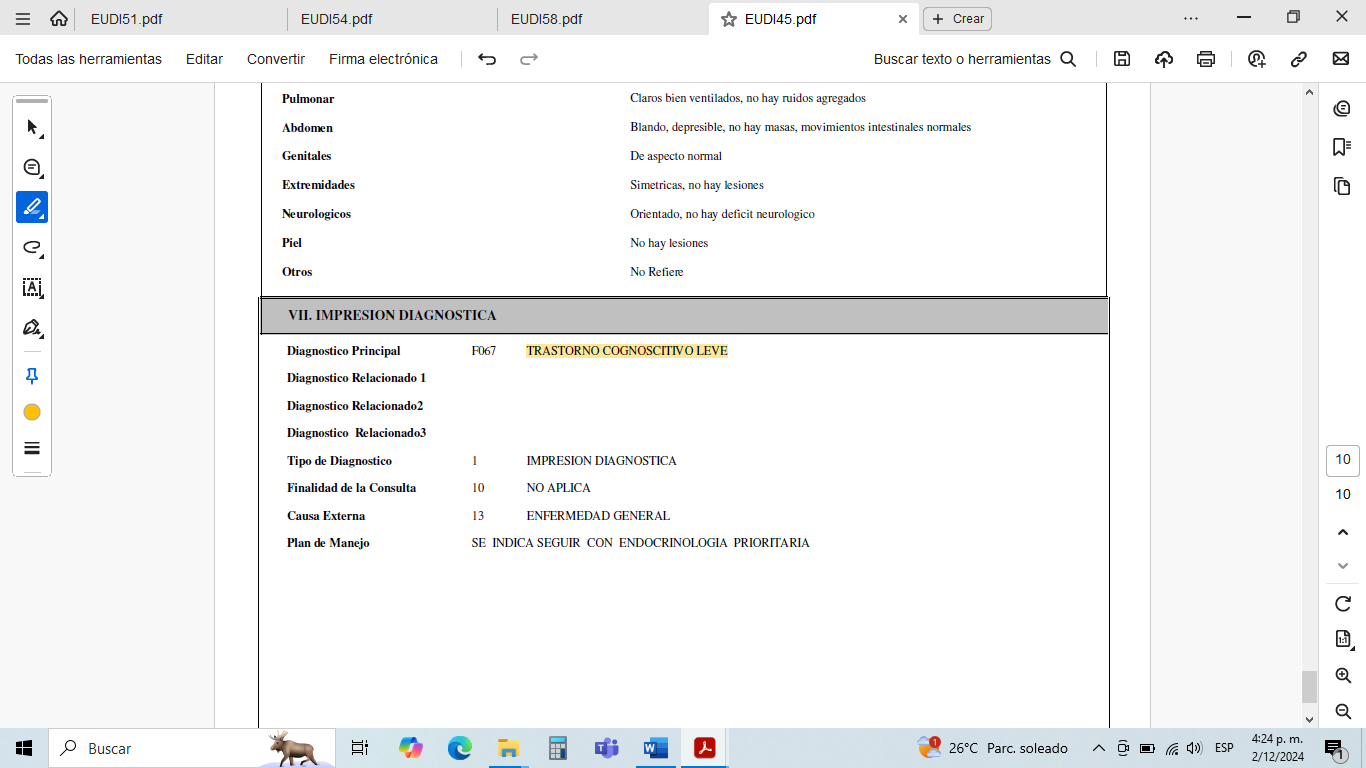 EUDI51.pdf
EUDI54.pdf
EUDI58.pdf
EUDI45.pdf
Crear
Todas las herramientas
Editar
Convertir
Firma electrónica
Buscar texto o herramientas
Pulmonar Claros bien ventilados, no hay ruidos agregados
Abdomen Blando, depresible, no hay masas, movimientos intestinales normales
Genitales De aspecto normal
Extremidades Simetricas, no hay lesiones
Neurologicos Orientado, no hay deficit neurologico
Piel No hay lesiones
Otros No Refiere
VII. IMPRESION DIAGNOSTICA
Diagnostico Principal F067 TRASTORNO COGNOSCITIVO LEVE
Diagnostico Relacionado 1
Diagnostico Relacionado2
Diagnostico Relacionado3
Tipo de Diagnostico 1 IMPRESION DIAGNOSTICA
Finalidad de la Consulta 10 NO APLICA
Causa Externa 13 ENFERMEDAD GENERAL
Plan de Manejo SE INDICA SEGUIR CON ENDOCRINOLOGIA PRIORITARIA
10
10
1:1
Buscar
1
26°C Parc. soleado
ESP
4:24 p. m.
2/12/2024
1